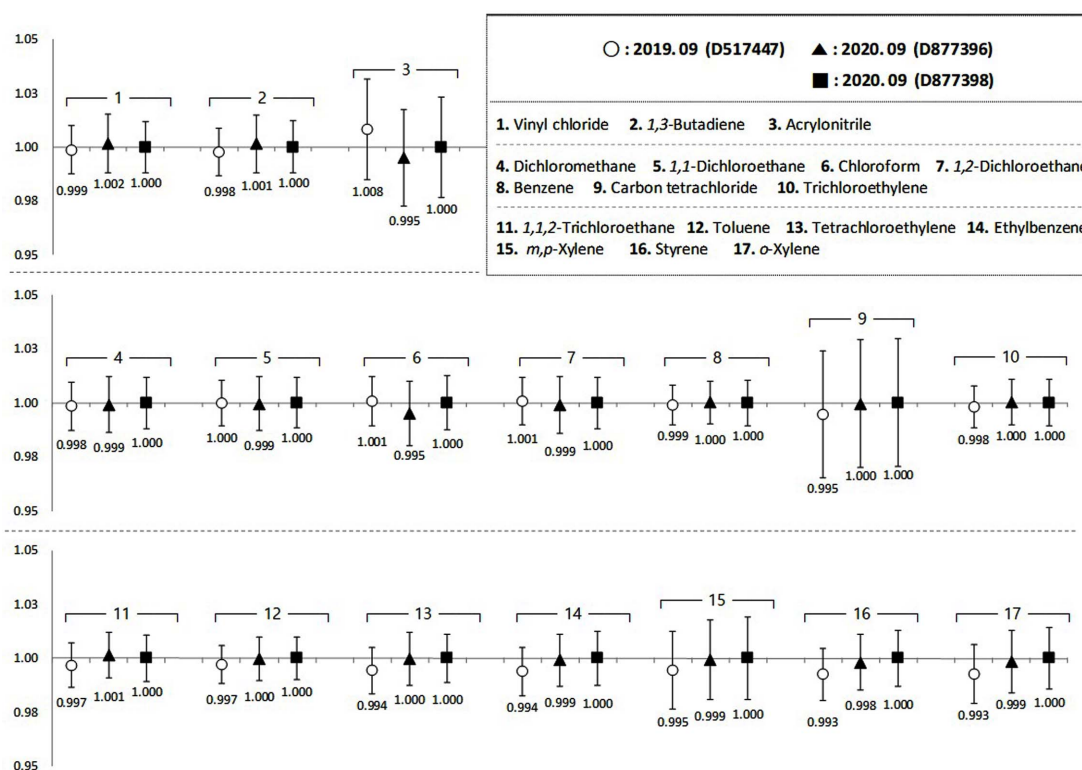 1.05
1.03
1.00
0.98
0.95
1
2
3
0.999 1.002 1.000
0.998 1.001 1.000
1.008 0.995 1.000
: 2019. 09 (D517447) : 2020. 09 (D877396)
: 2020. 09 (D877398)
1. Vinyl chloride 2. 1,3-Butadiene 3. Acrylonitrile
4. Dichloromethane 5. 1,1-Dichloroethane 6. Chloroform 7. 1,2-Dichloroethane
8. Benzene 9. Carbon tetrachloride 10. Trichloroethylene
11. 1,1,2-Trichloroethane 12. Toluene 13. Tetrachloroethylene 14. Ethylbenzene
15. m,p-Xylene 16. Styrene 17. o-Xylene
1.05
1.03
1.00
0.98
0.95
4
5
6
7
8
9
10
0.998 0.999 1.000
1.000 0.999 1.000
1.001 0.995 1.000
1.001 0.999 1.000
0.999 1.000 1.000
0.995 1.000 1.000
0.998 1.000 1.000
1.05
1.03
1.00
0.98
0.95
11
12
13
14
15
16
17
0.997 1.001 1.000
0.997 1.000 1.000
0.994 1.000 1.000
0.994 0.999 1.000
0.995 0.999 1.000
0.993 0.998 1.000
0.993 0.999 1.000